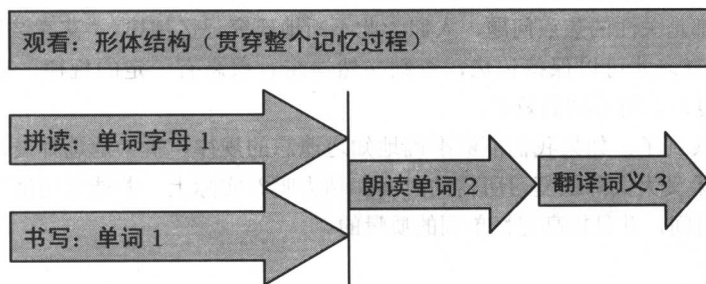 观看：形体结构（贯穿整个记忆过程）
拼读：单词字母 1
朗读单词 2
翻译词义 3
书写：单词 1